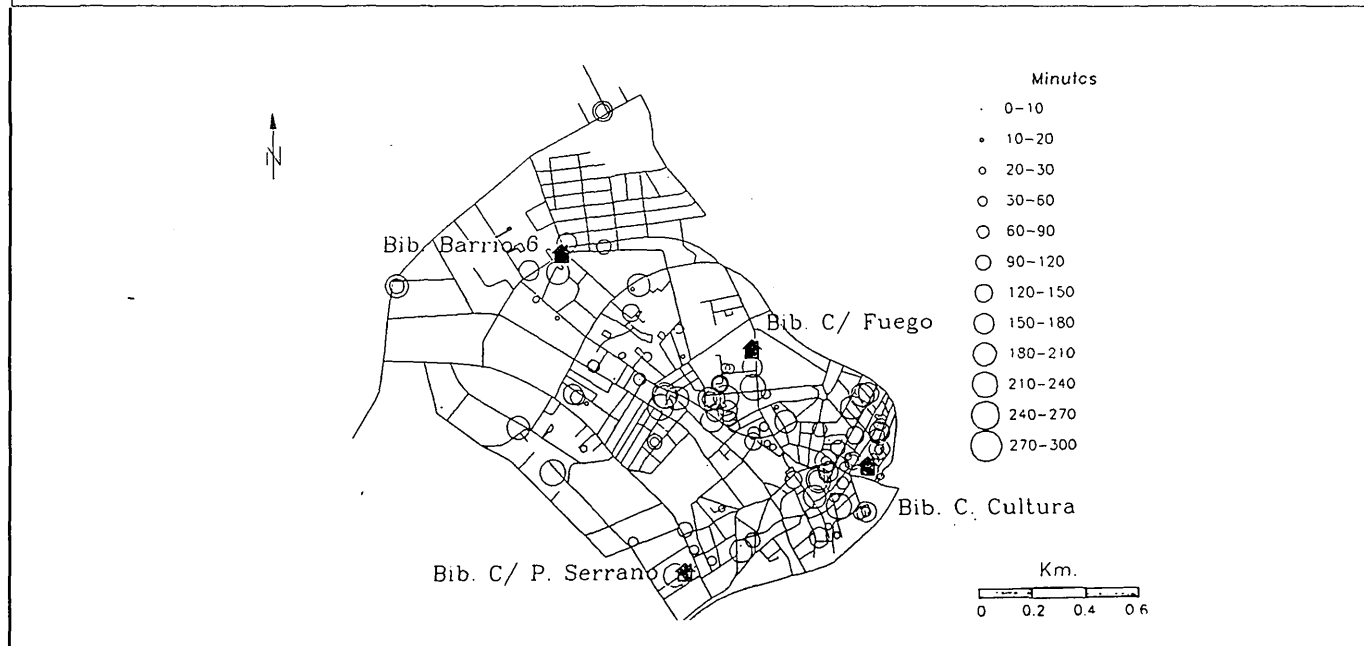 Minutos
0-10
10-20
20-30
30-60
60-90
90-120
120-150
150-180
180-210
210-240
240-270
270-300
N
Bib. Barrio 6
Bib. C/ Fuego
Bib. C. Cultura
Bib. C/ P. Serrano
Km.
0 0.2 0.4 0 6